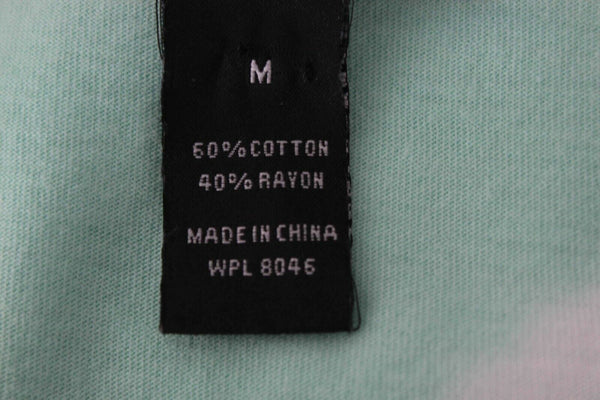 M
60%COTTON
40%RAYON
MADE IN CHINA
WPL 8046